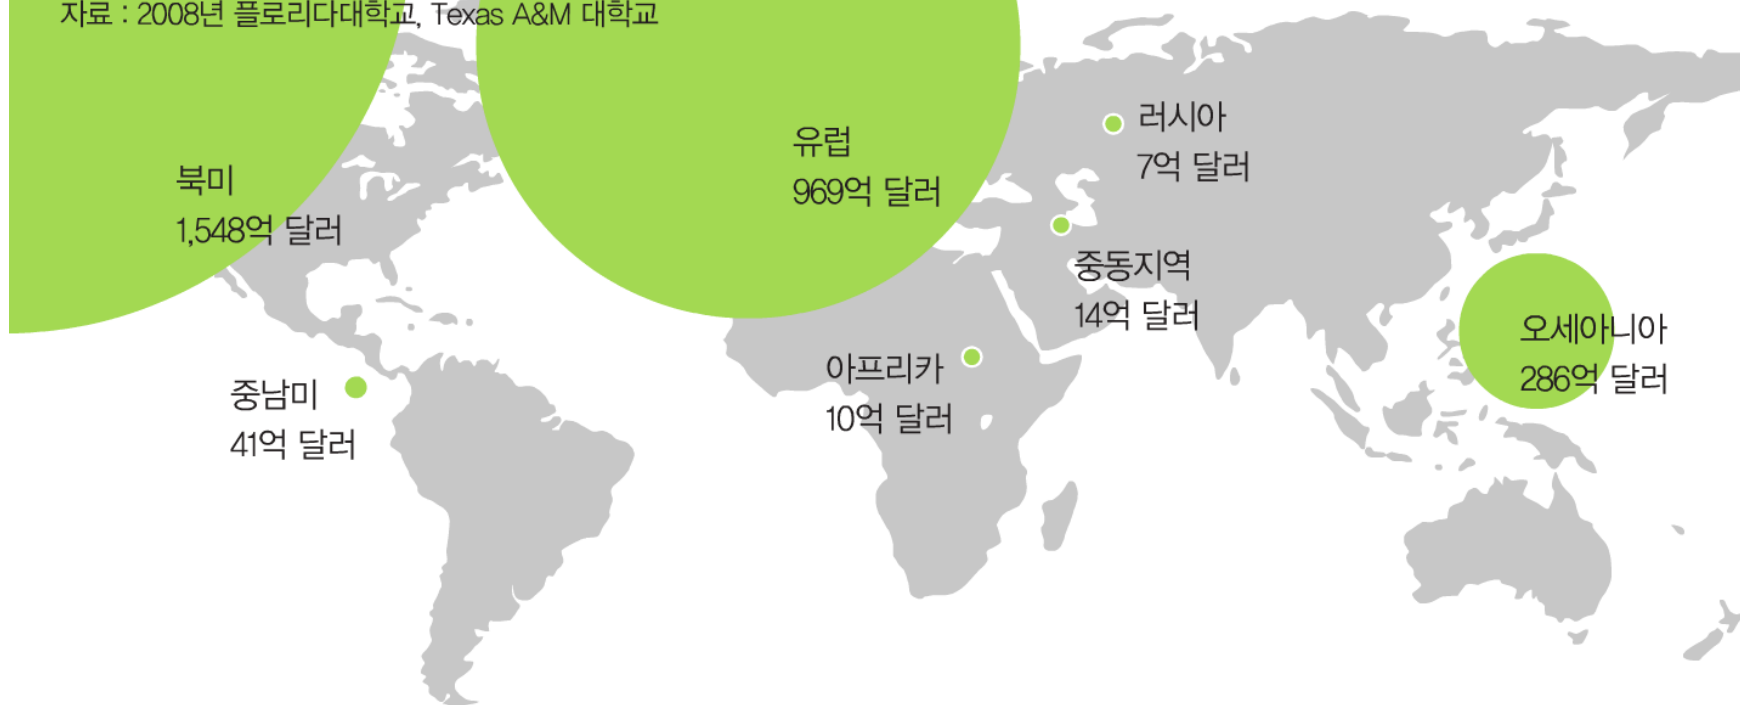 자료 : 2008년 플로리다대학교, Texas A&M 대학교
북미
1,548억 달러
유럽
969억 달러
러시아
7억 달러
중동지역
14억 달러
오세아니아
286억 달러
아프리카
10억 달러
중남미
41억 달러